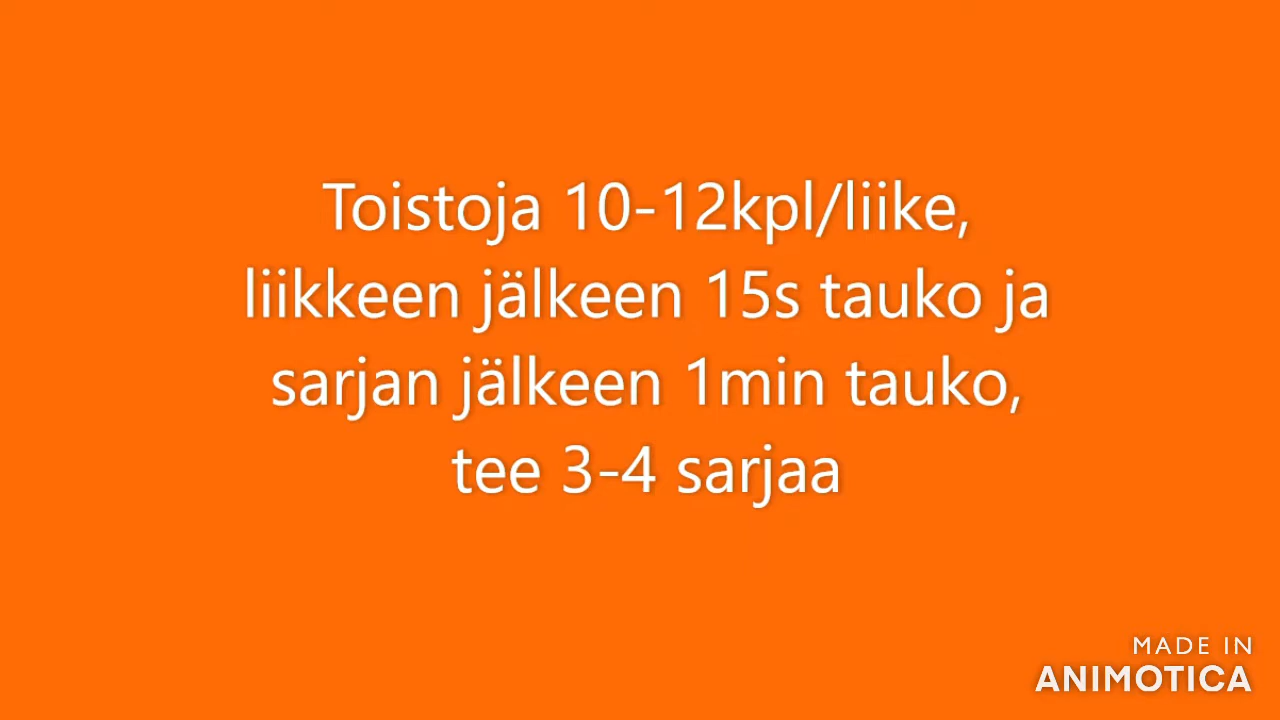 Toistoja 10-12kpl/liike,
liikkeen jälkeen 15s tauko ja
sarjan jälkeen 1min tauko,
tee 3-4 sarjaa
MADE IN
ANIMOTICA